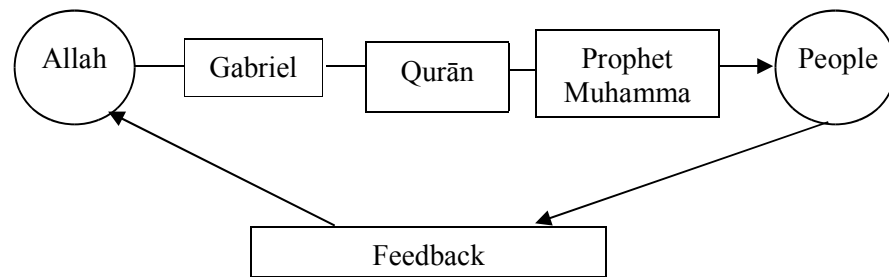 Allah
Gabriel
Qurān
Prophet
Muhamma
People
Feedback